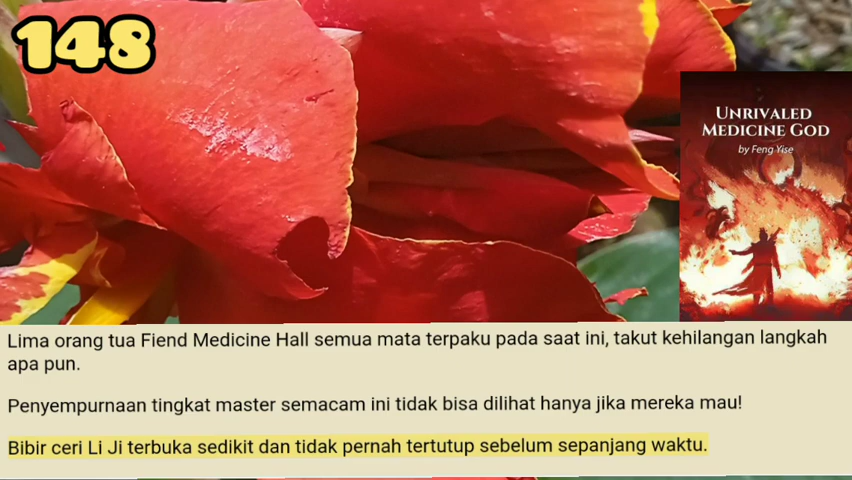 148
UNRIVALED
MEDICINE GOD
by Feng Yise
Lima orang tua Fiend Medicine Hall semua mata terpaku pada saat ini, takut kehilangan langkah
apa pun.
Penyempurnaan tingkat master semacam ini tidak bisa dilihat hanya jika mereka mau!
Bibir ceri Li Ji terbuka sedikit dan tidak pernah tertutup sebelum sepanjang waktu.